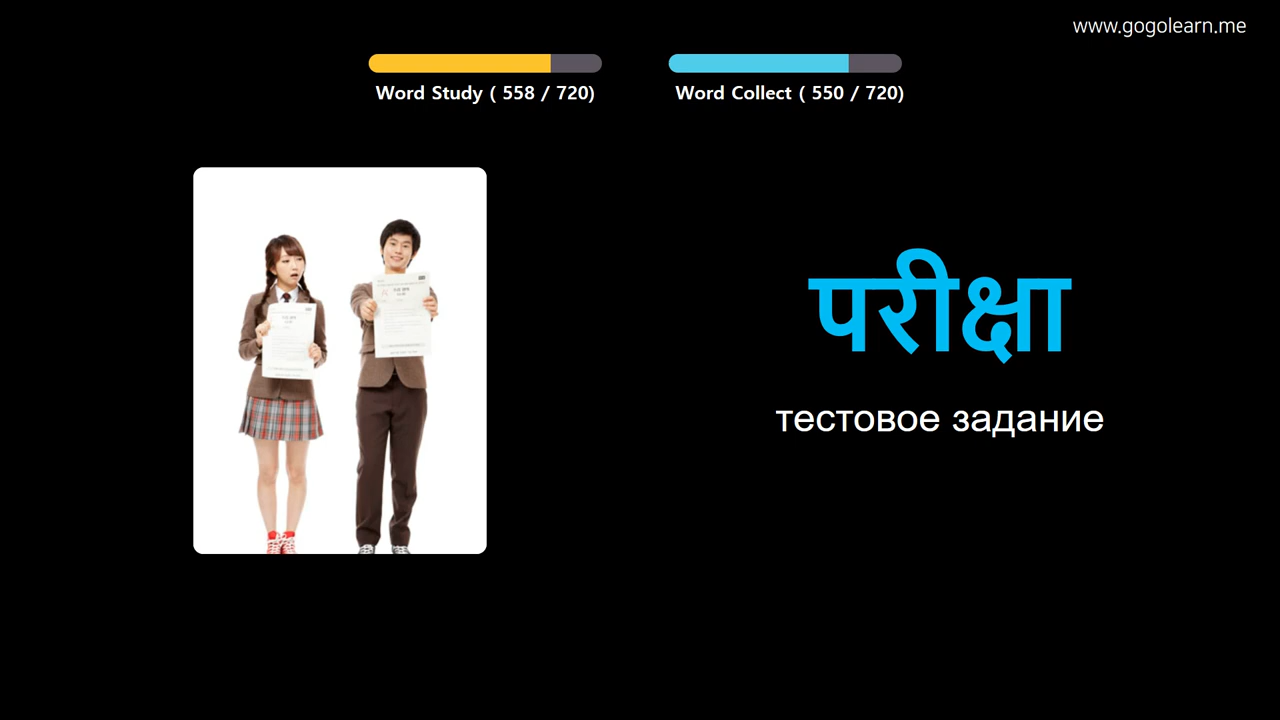 www.gogolearn.me
Word Study ( 558 / 720)
Word Collect ( 550 / 720)
परीक्षा
тестовое задание